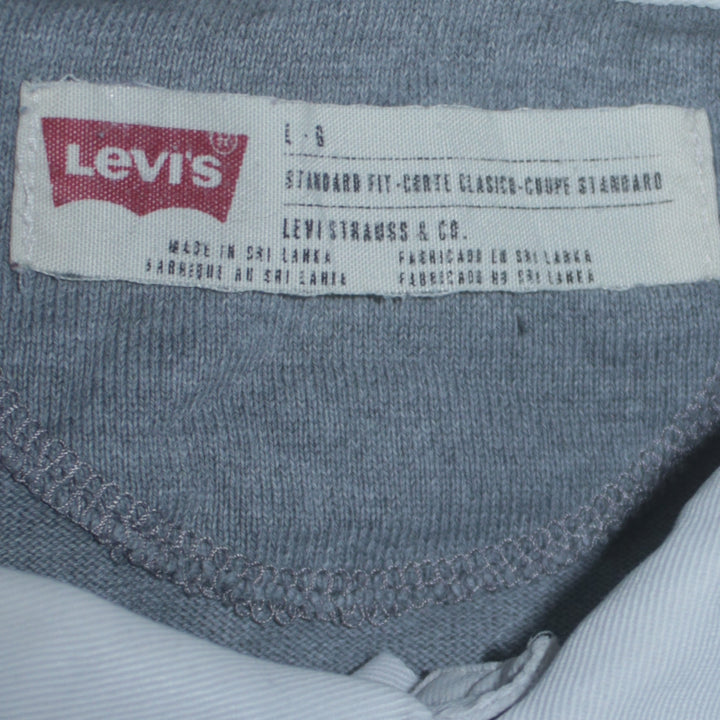 LEVI'S
L - G
STANDARD FIT - CORTE CLASICO - COUPE STANDARD
LEVI STRAUSS & CO.
MADE IN SRI LANKA FABRICADO EN SRI LANKA
FABRIQUE AU SRI LANKA FABRICADO NO SRI LANKA